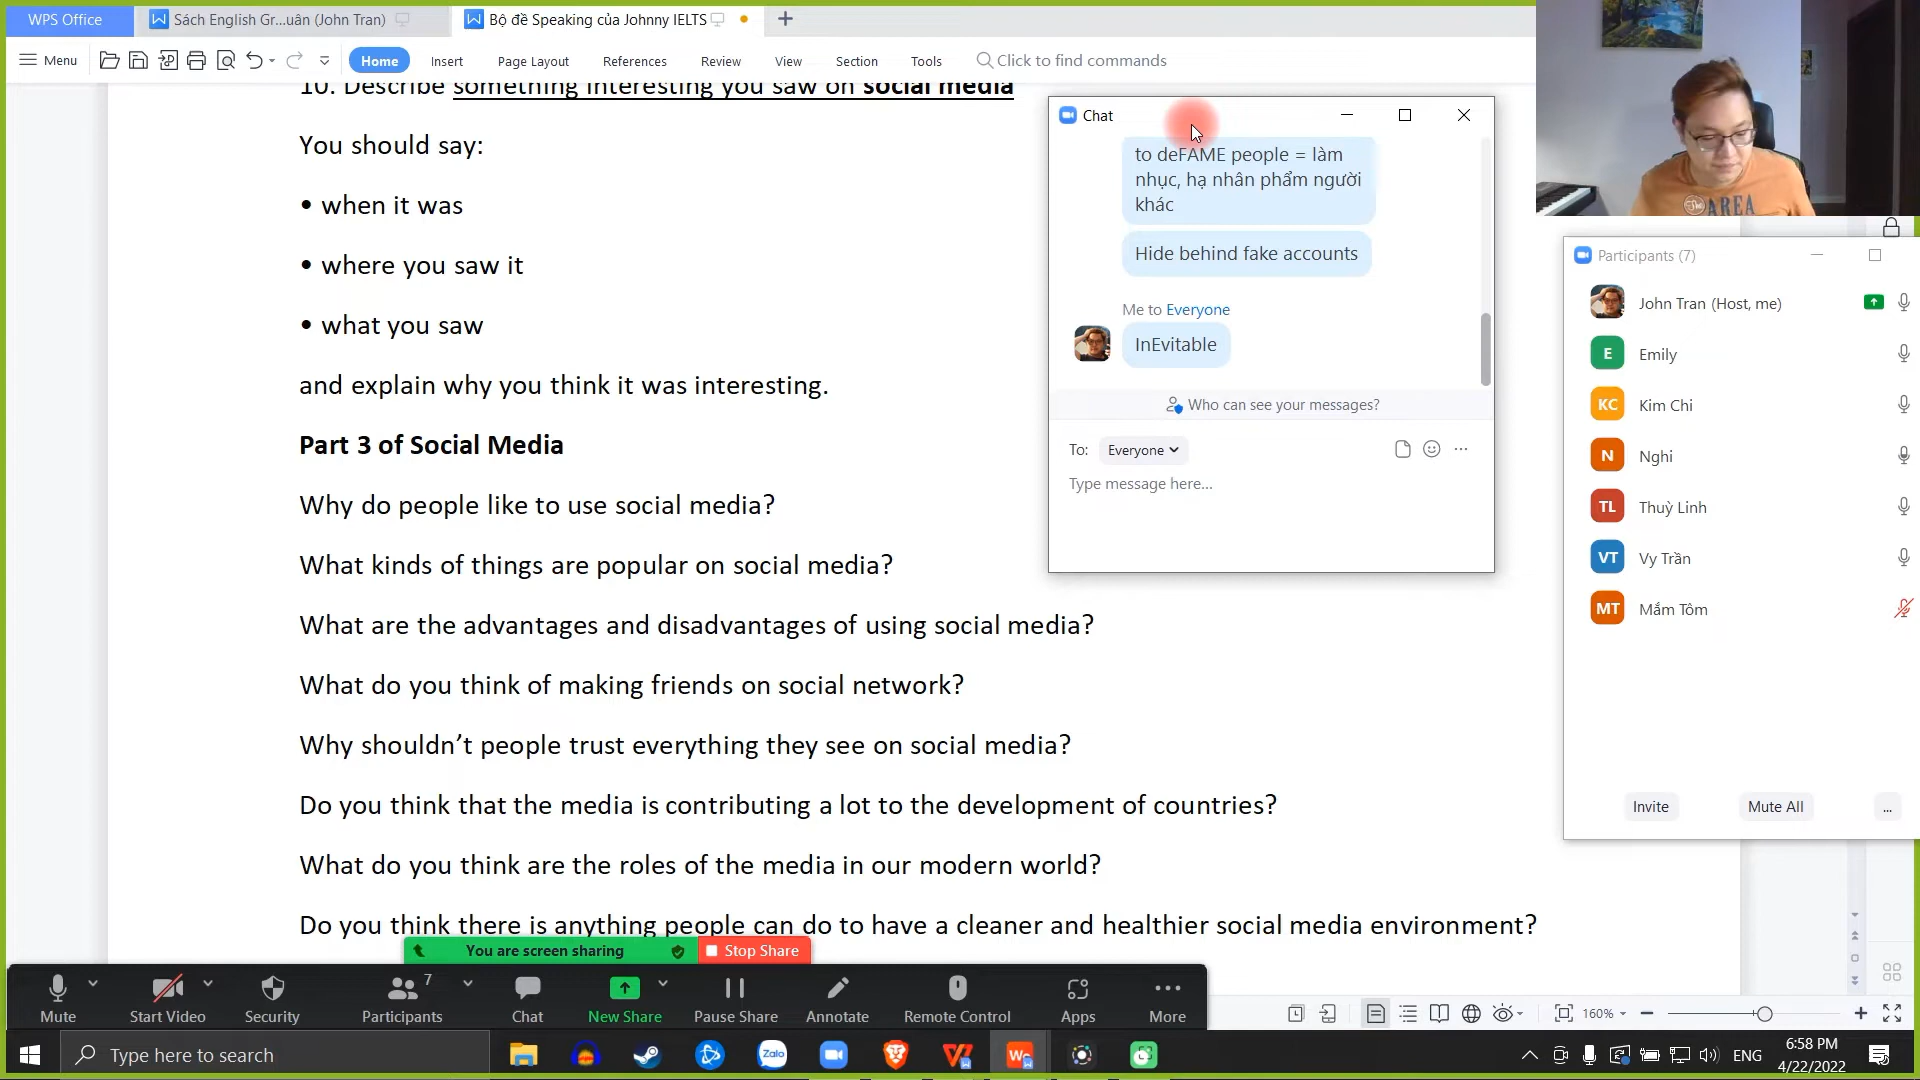 WPS Office
Sách English Gr...uân (John Tran)
Bộ đề Speaking của Johnny IELTS
Menu
Home
Insert
Page Layout
References
Review
View
Section
Tools
Click to find commands
10. Describe something interesting you saw on social media
You should say:
• when it was
• where you saw it
• what you saw
and explain why you think it was interesting.
Part 3 of Social Media
Why do people like to use social media?
What kinds of things are popular on social media?
What are the advantages and disadvantages of using social media?
What do you think of making friends on social network?
Why shouldn't people trust everything they see on social media?
Do you think that the media is contributing a lot to the development of countries?
What do you think are the roles of the media in our modern world?
Do you think there is anything people can do to have a cleaner and healthier social media environment?
Chat
to deFAME people = làm
nhục, hạ nhân phẩm người
khác
Hide behind fake accounts
Me to Everyone
InEvitable
Who can see your messages?
To: Everyone
Type message here...
AREA
Participants (7)
John Tran (Host, me)
E Emily
KC Kim Chi
N Nghi
TL Thuỳ Linh
VT Vy Trần
MT Mắm Tôm
Invite
Mute All
...
You are screen sharing
Stop Share
Mute
Start Video
Security
7
Participants
Chat
New Share
Pause Share
Annotate
Remote Control
Apps
More
160%
Type here to search
Zalo
ENG
6:58 PM
4/22/2022